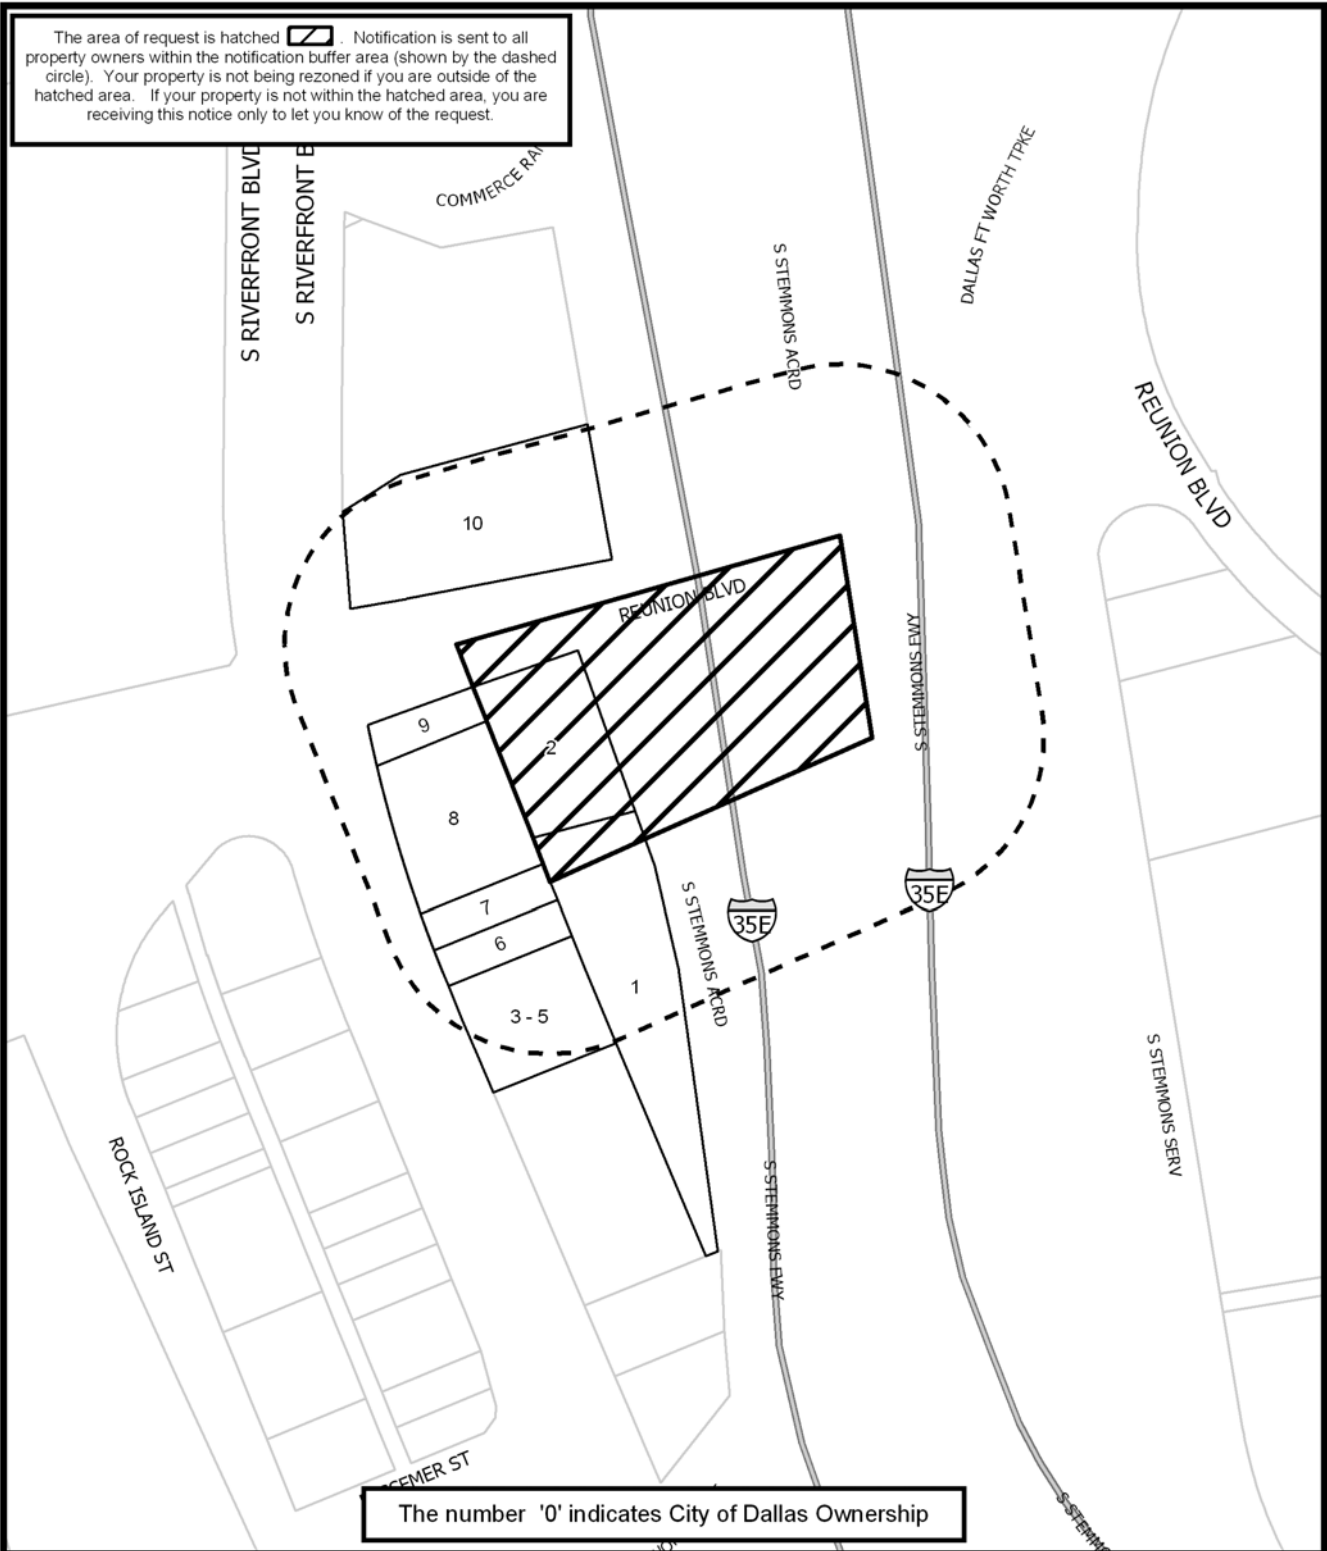 The area of request is hatched . Notification is sent to all
property owners within the notification buffer area (shown by the dashed
circle). Your property is not being rezoned if you are outside of the
hatched area. If your property is not within the hatched area, you are
receiving this notice only to let you know of the request.
S RIVERFRONT BLVD
S RIVERFRONT
COMMERCE
S STEMMONS ACRD
DALLAS FT WORTH TPKE
REUNION BLVD
10
REUNION BLVD
S STEMMONS FWY
9
2
8
7
6
35E
35E
S STEMMONS ACRD
1
3 - 5
S STEMMONS SERV
ROCK ISLAND ST
S STEMMONS FWY
ST
The number '0' indicates City of Dallas Ownership
S